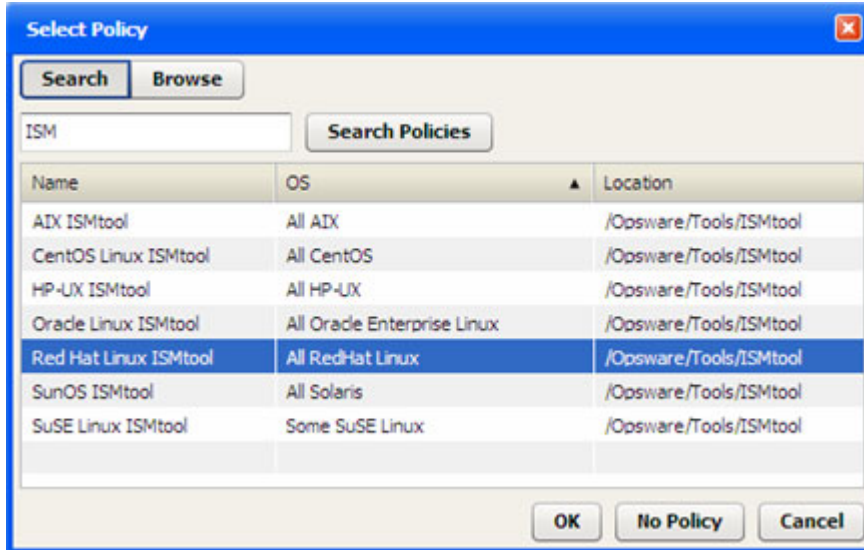 Select Policy
Search Browse
ISM Search Policies
Name OS Location
AIX ISMtool All AIX /Opsware/Tools/ISMtool
CentOS Linux ISMtool All CentOS /Opsware/Tools/ISMtool
HP-UX ISMtool All HP-UX /Opsware/Tools/ISMtool
Oracle Linux ISMtool All Oracle Enterprise Linux /Opsware/Tools/ISMtool
Red Hat Linux ISMtool All RedHat Linux /Opsware/Tools/ISMtool
SunOS ISMtool All Solaris /Opsware/Tools/ISMtool
SuSE Linux ISMtool Some SuSE Linux /Opsware/Tools/ISMtool
OK No Policy Cancel